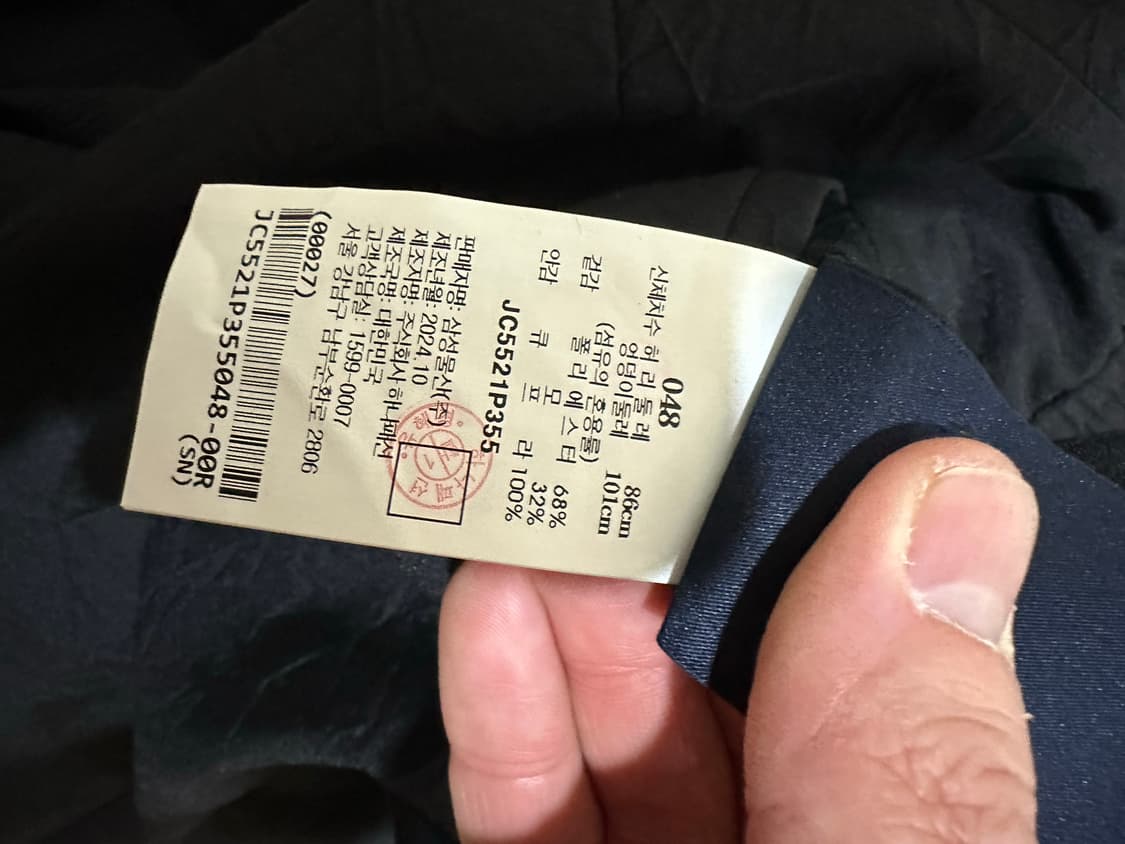 048
신체치수 허리둘레 86cm
엉덩이둘레 101cm
(섬유의 혼용률)
겉감 폴리에스터 68%
모 32%
안감 큐프라 100%
JC5521P355
판매자명: 삼성물산(주)
제조년월: 2024.10
제조자명: 주식회사 하나패션
제조국명: 대한민국
고객상담실: 1599-0007
서울 강남구 남부순환로 2806
(00027)
JC5521P355048-00R
(SN)